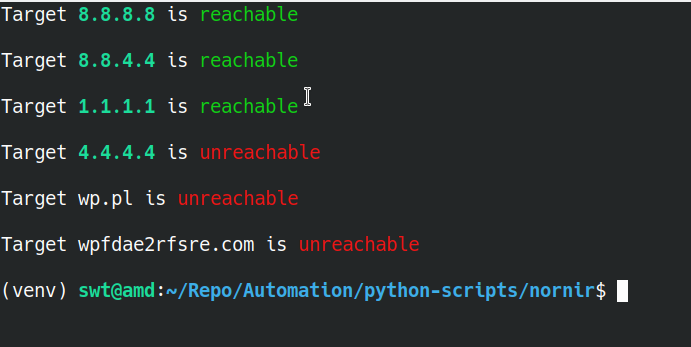 Target 8.8.8.8 is reachable
Target 8.8.4.4 is reachable
Target 1.1.1.1 is reachable
Target 4.4.4.4 is unreachable
Target wp.pl is unreachable
Target wpfdae2rfsre.com is unreachable
(venv) swt@amd:~/Repo/Automation/python-scripts/nornir$